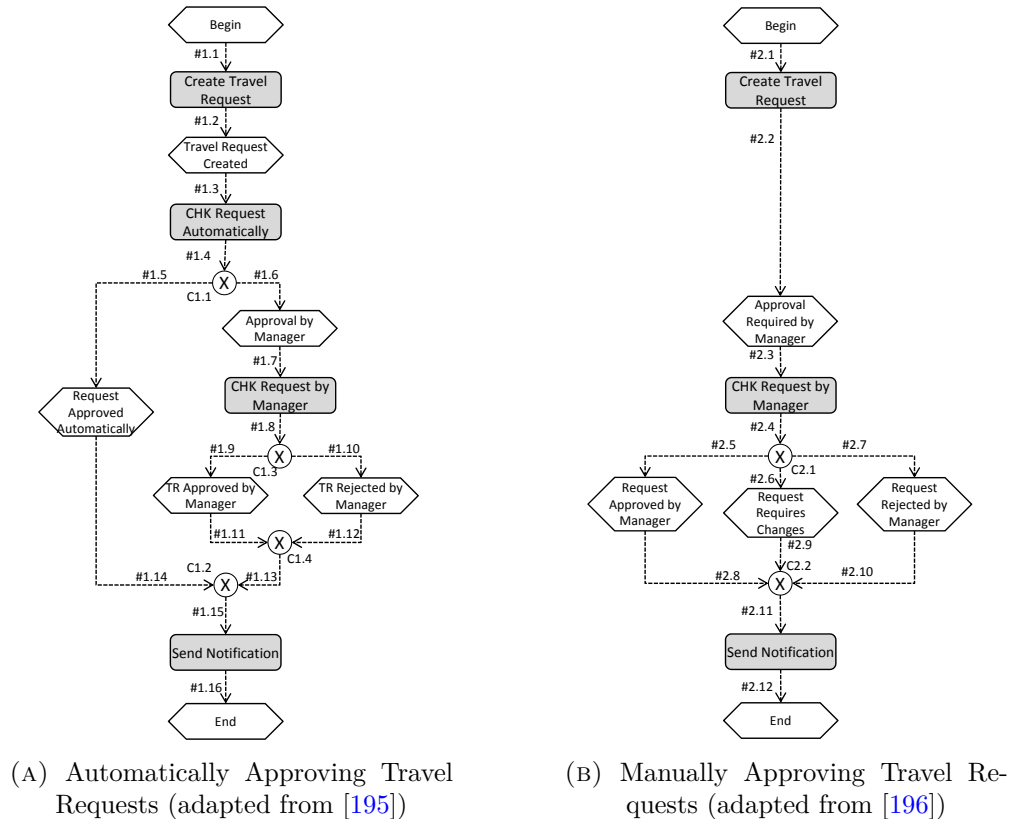 Begin
#1.1
Create Travel
Request
#1.2
Travel Request
Created
#1.3
CHK Request
Automatically
#1.4
#1.5
#1.6
X
C1.1
Approval by
Manager
#1.7
CHK Request by
Manager
Request
Approved
Automatically
#1.8
#1.9
#1.10
X
C1.3
TR Approved by
Manager
TR Rejected by
Manager
#1.11
#1.12
X
C1.4
C1.2
#1.14
#1.13
X
#1.15
Send Notification
#1.16
End
(A) Automatically Approving Travel
Requests (adapted from [195])
Begin
#2.1
Create Travel
Request
#2.2
Approval
Required by
Manager
#2.3
CHK Request by
Manager
#2.4
#2.5
#2.7
X
C2.1
#2.6
Request
Approved by
Manager
Request
Requires
Changes
Request
Rejected by
Manager
#2.9
C2.2
#2.8
X
#2.10
#2.11
Send Notification
#2.12
End
(B) Manually Approving Travel Re-
quests (adapted from [196])